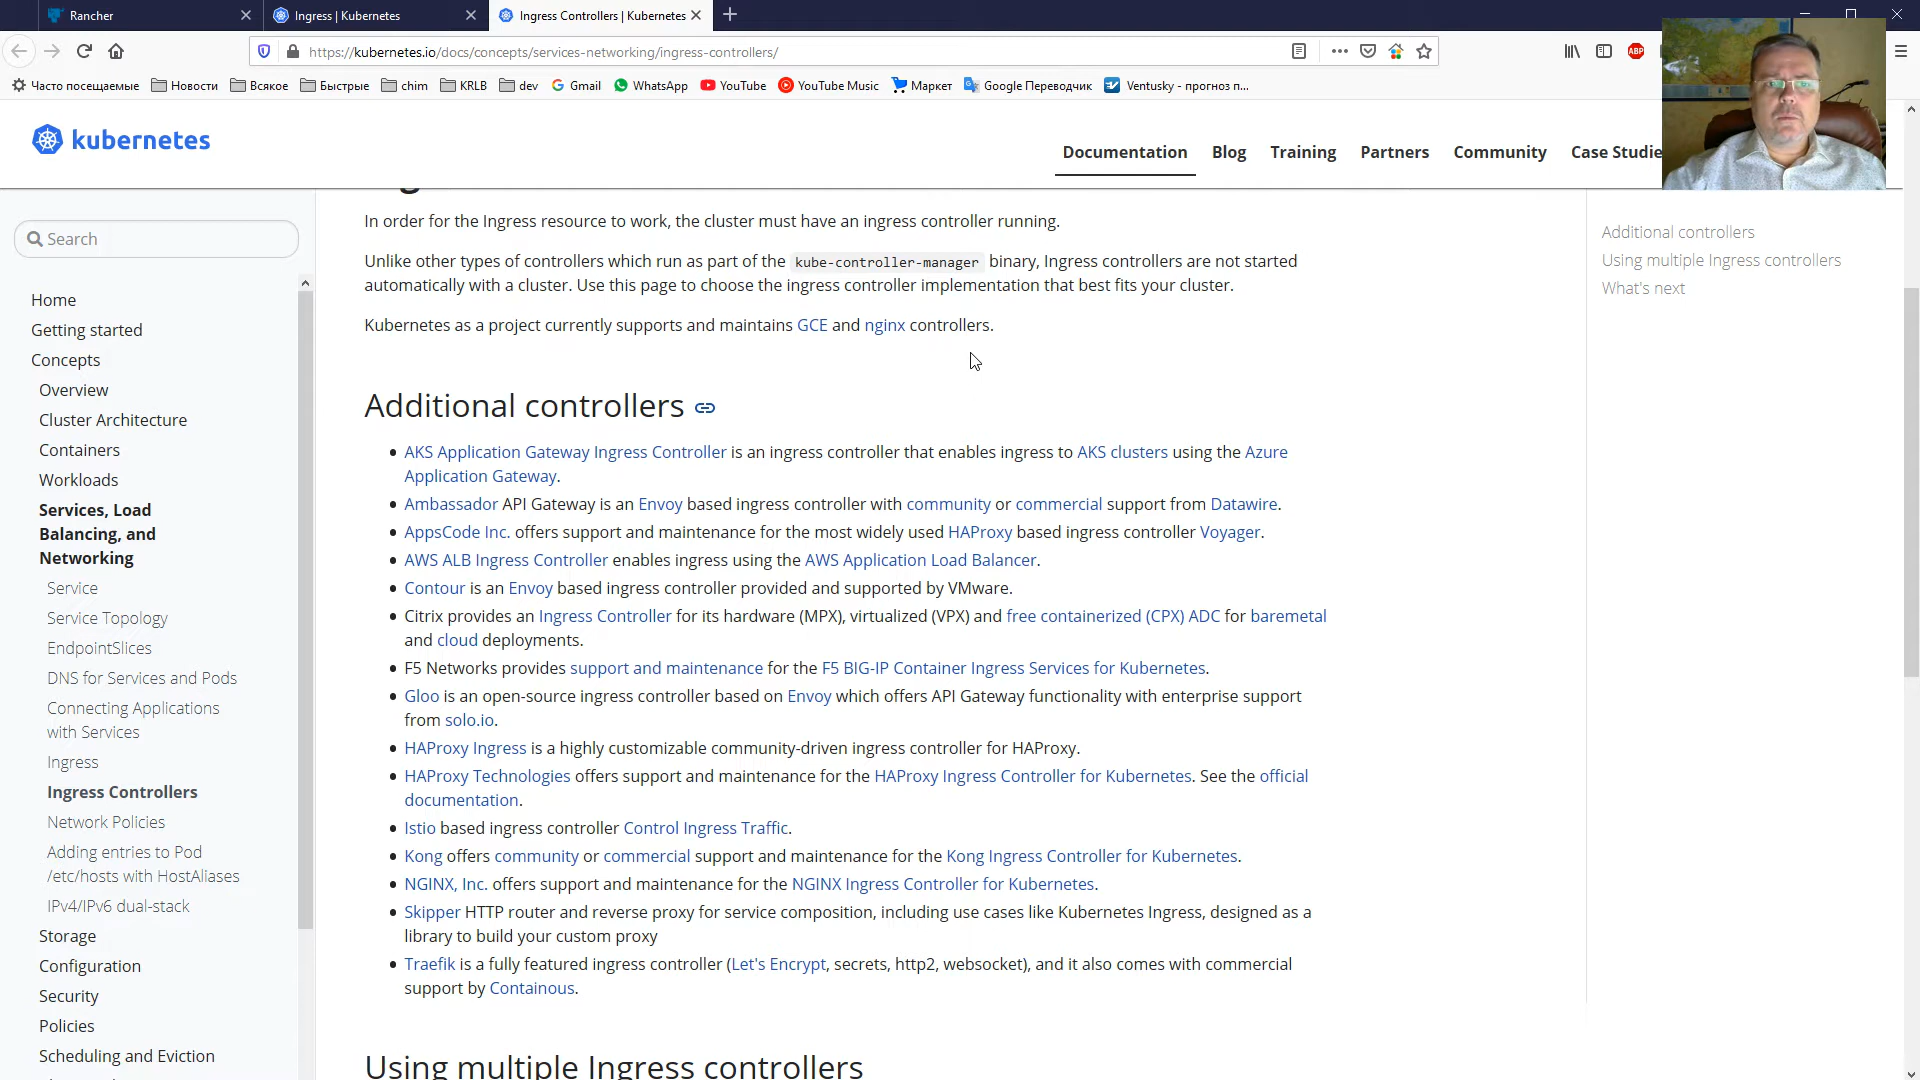 Rancher
Ingress | Kubernetes
Ingress Controllers | Kubernetes
https://kubernetes.io/docs/concepts/services-networking/ingress-controllers/
ABP
Часто посещаемые
Новости
Всякое
Быстрые
chim
KRLB
dev
Gmail
WhatsApp
YouTube
YouTube Music
Маркет
Google Переводчик
Ventusky - прогноз п...
kubernetes
Documentation
Blog
Training
Partners
Community
Case Studie
Search
Home
Getting started
Concepts
Overview
Cluster Architecture
Containers
Workloads
Services, Load
Balancing, and
Networking
Service
Service Topology
EndpointSlices
DNS for Services and Pods
Connecting Applications
with Services
Ingress
Ingress Controllers
Network Policies
Adding entries to Pod
/etc/hosts with HostAliases
IPv4/IPv6 dual-stack
Storage
Configuration
Security
Policies
Scheduling and Eviction
In order for the Ingress resource to work, the cluster must have an ingress controller running.
Unlike other types of controllers which run as part of the kube-controller-manager binary, Ingress controllers are not started
automatically with a cluster. Use this page to choose the ingress controller implementation that best fits your cluster.
Kubernetes as a project currently supports and maintains GCE and nginx controllers.
Additional controllers
AKS Application Gateway Ingress Controller is an ingress controller that enables ingress to AKS clusters using the Azure
Application Gateway.
Ambassador API Gateway is an Envoy based ingress controller with community or commercial support from Datawire.
AppsCode Inc. offers support and maintenance for the most widely used HAProxy based ingress controller Voyager.
AWS ALB Ingress Controller enables ingress using the AWS Application Load Balancer.
Contour is an Envoy based ingress controller provided and supported by VMware.
Citrix provides an Ingress Controller for its hardware (MPX), virtualized (VPX) and free containerized (CPX) ADC for baremetal
and cloud deployments.
F5 Networks provides support and maintenance for the F5 BIG-IP Container Ingress Services for Kubernetes.
Gloo is an open-source ingress controller based on Envoy which offers API Gateway functionality with enterprise support
from solo.io.
HAProxy Ingress is a highly customizable community-driven ingress controller for HAProxy.
HAProxy Technologies offers support and maintenance for the HAProxy Ingress Controller for Kubernetes. See the official
documentation.
Istio based ingress controller Control Ingress Traffic.
Kong offers community or commercial support and maintenance for the Kong Ingress Controller for Kubernetes.
NGINX, Inc. offers support and maintenance for the NGINX Ingress Controller for Kubernetes.
Skipper HTTP router and reverse proxy for service composition, including use cases like Kubernetes Ingress, designed as a
library to build your custom proxy
Traefik is a fully featured ingress controller (Let's Encrypt, secrets, http2, websocket), and it also comes with commercial
support by Containous.
Using multiple Ingress controllers
Additional controllers
Using multiple Ingress controllers
What's next